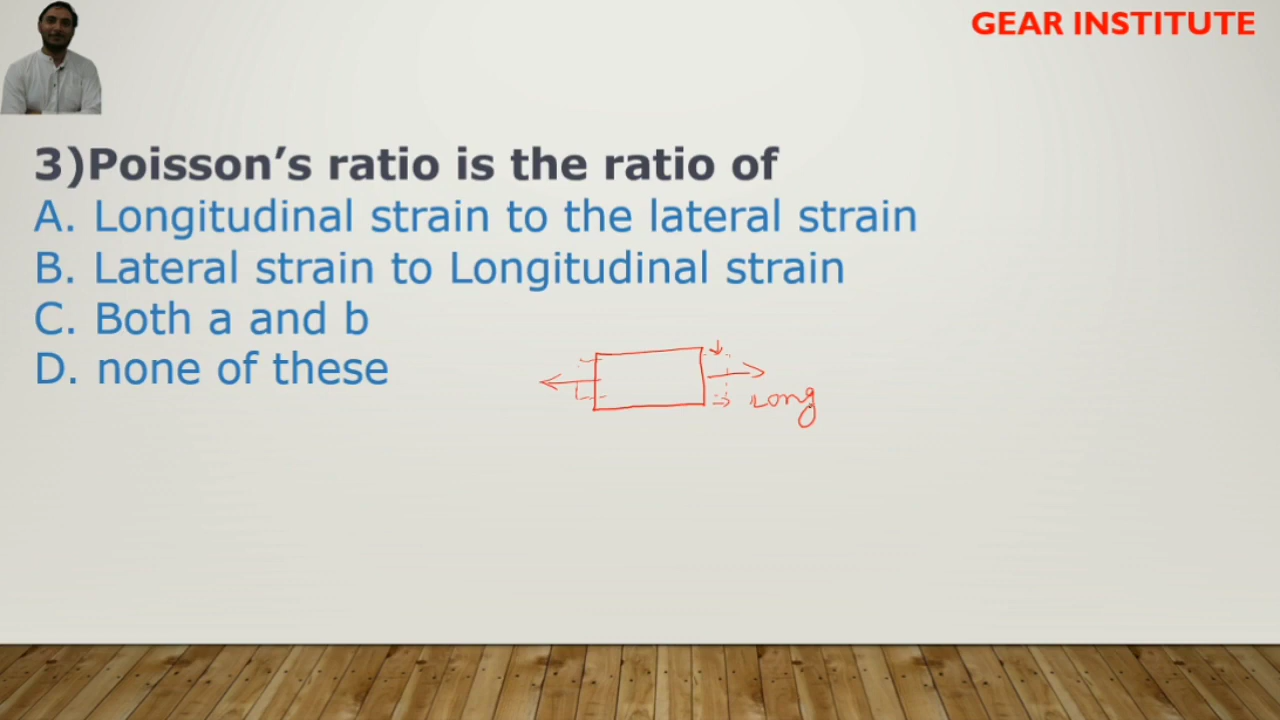 GEAR INSTITUTE
3)Poisson’s ratio is the ratio of
A. Longitudinal strain to the lateral strain
B. Lateral strain to Longitudinal strain
C. Both a and b
D. none of these
Long